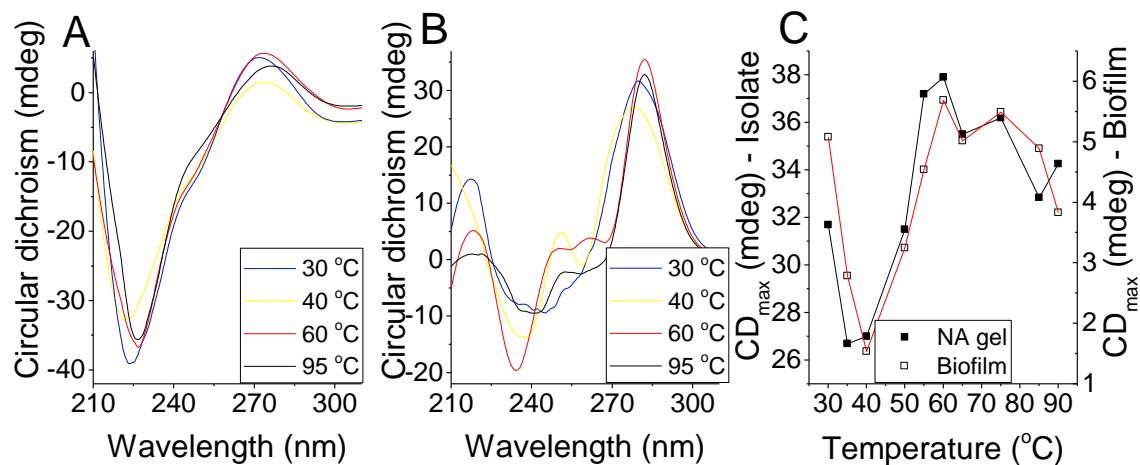 A
Circular dichroism (mdeg)
0
-10
-20
-30
-40
210
240
270
300
Wavelength (nm)
30 °C
40 °C
60 °C
95 °C
B
Circular dichroism (mdeg)
30
20
10
0
-10
-20
210
240
270
300
Wavelength (nm)
30 °C
40 °C
60 °C
95 °C
C
CDmax (mdeg) - Isolate
38
36
34
32
30
28
26
30 40 50 60 70 80 90
Temperature (°C)
NA gel
Biofilm
6
5
4
3
2
1
CDmax (mdeg) - Biofilm